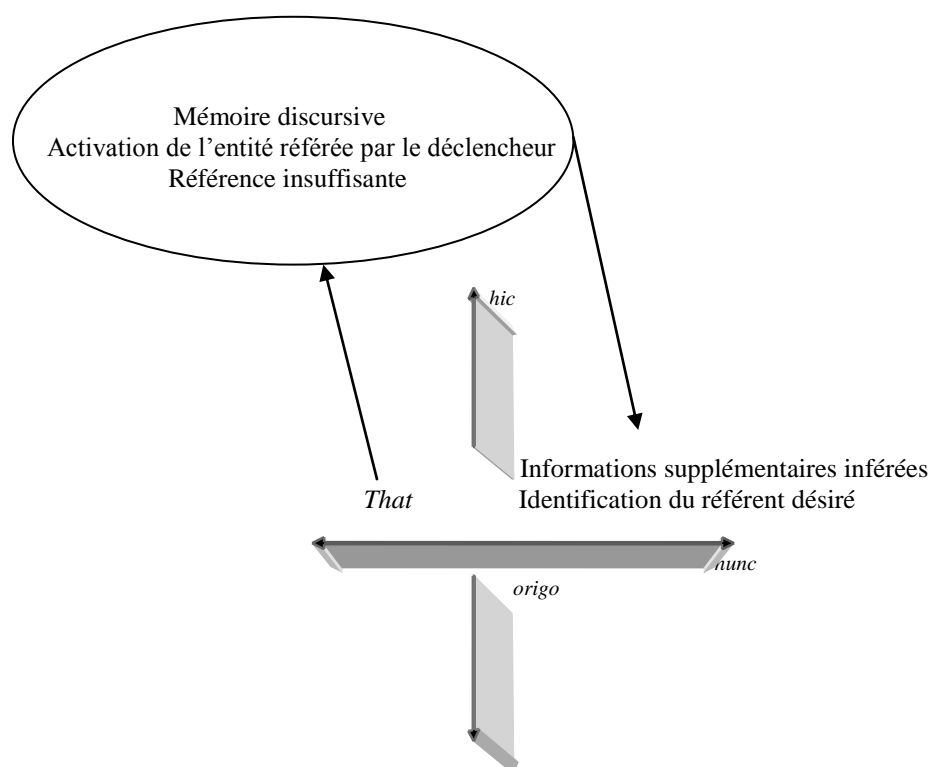 Mémoire discursive
Activation de l’entité référée par le déclencheur
Référence insuffisante
hic
Informations supplémentaires inférées
That
Identification du référent désiré
nunc
origo